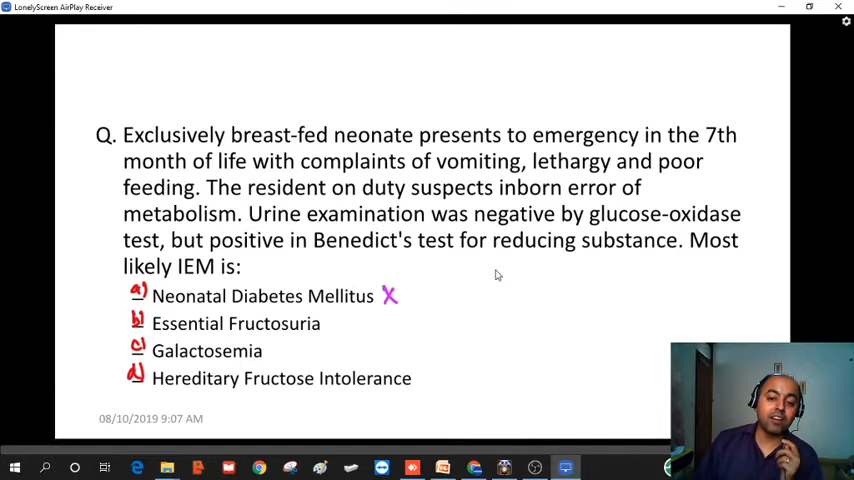 LonelyScreen AirPlay Receiver
Q. Exclusively breast-fed neonate presents to emergency in the 7th
month of life with complaints of vomiting, lethargy and poor
feeding. The resident on duty suspects inborn error of
metabolism. Urine examination was negative by glucose-oxidase
test, but positive in Benedict's test for reducing substance. Most
likely IEM is:
a) Neonatal Diabetes Mellitus X
b) Essential Fructosuria
c) Galactosemia
d) Hereditary Fructose Intolerance
08/10/2019 9:07 AM